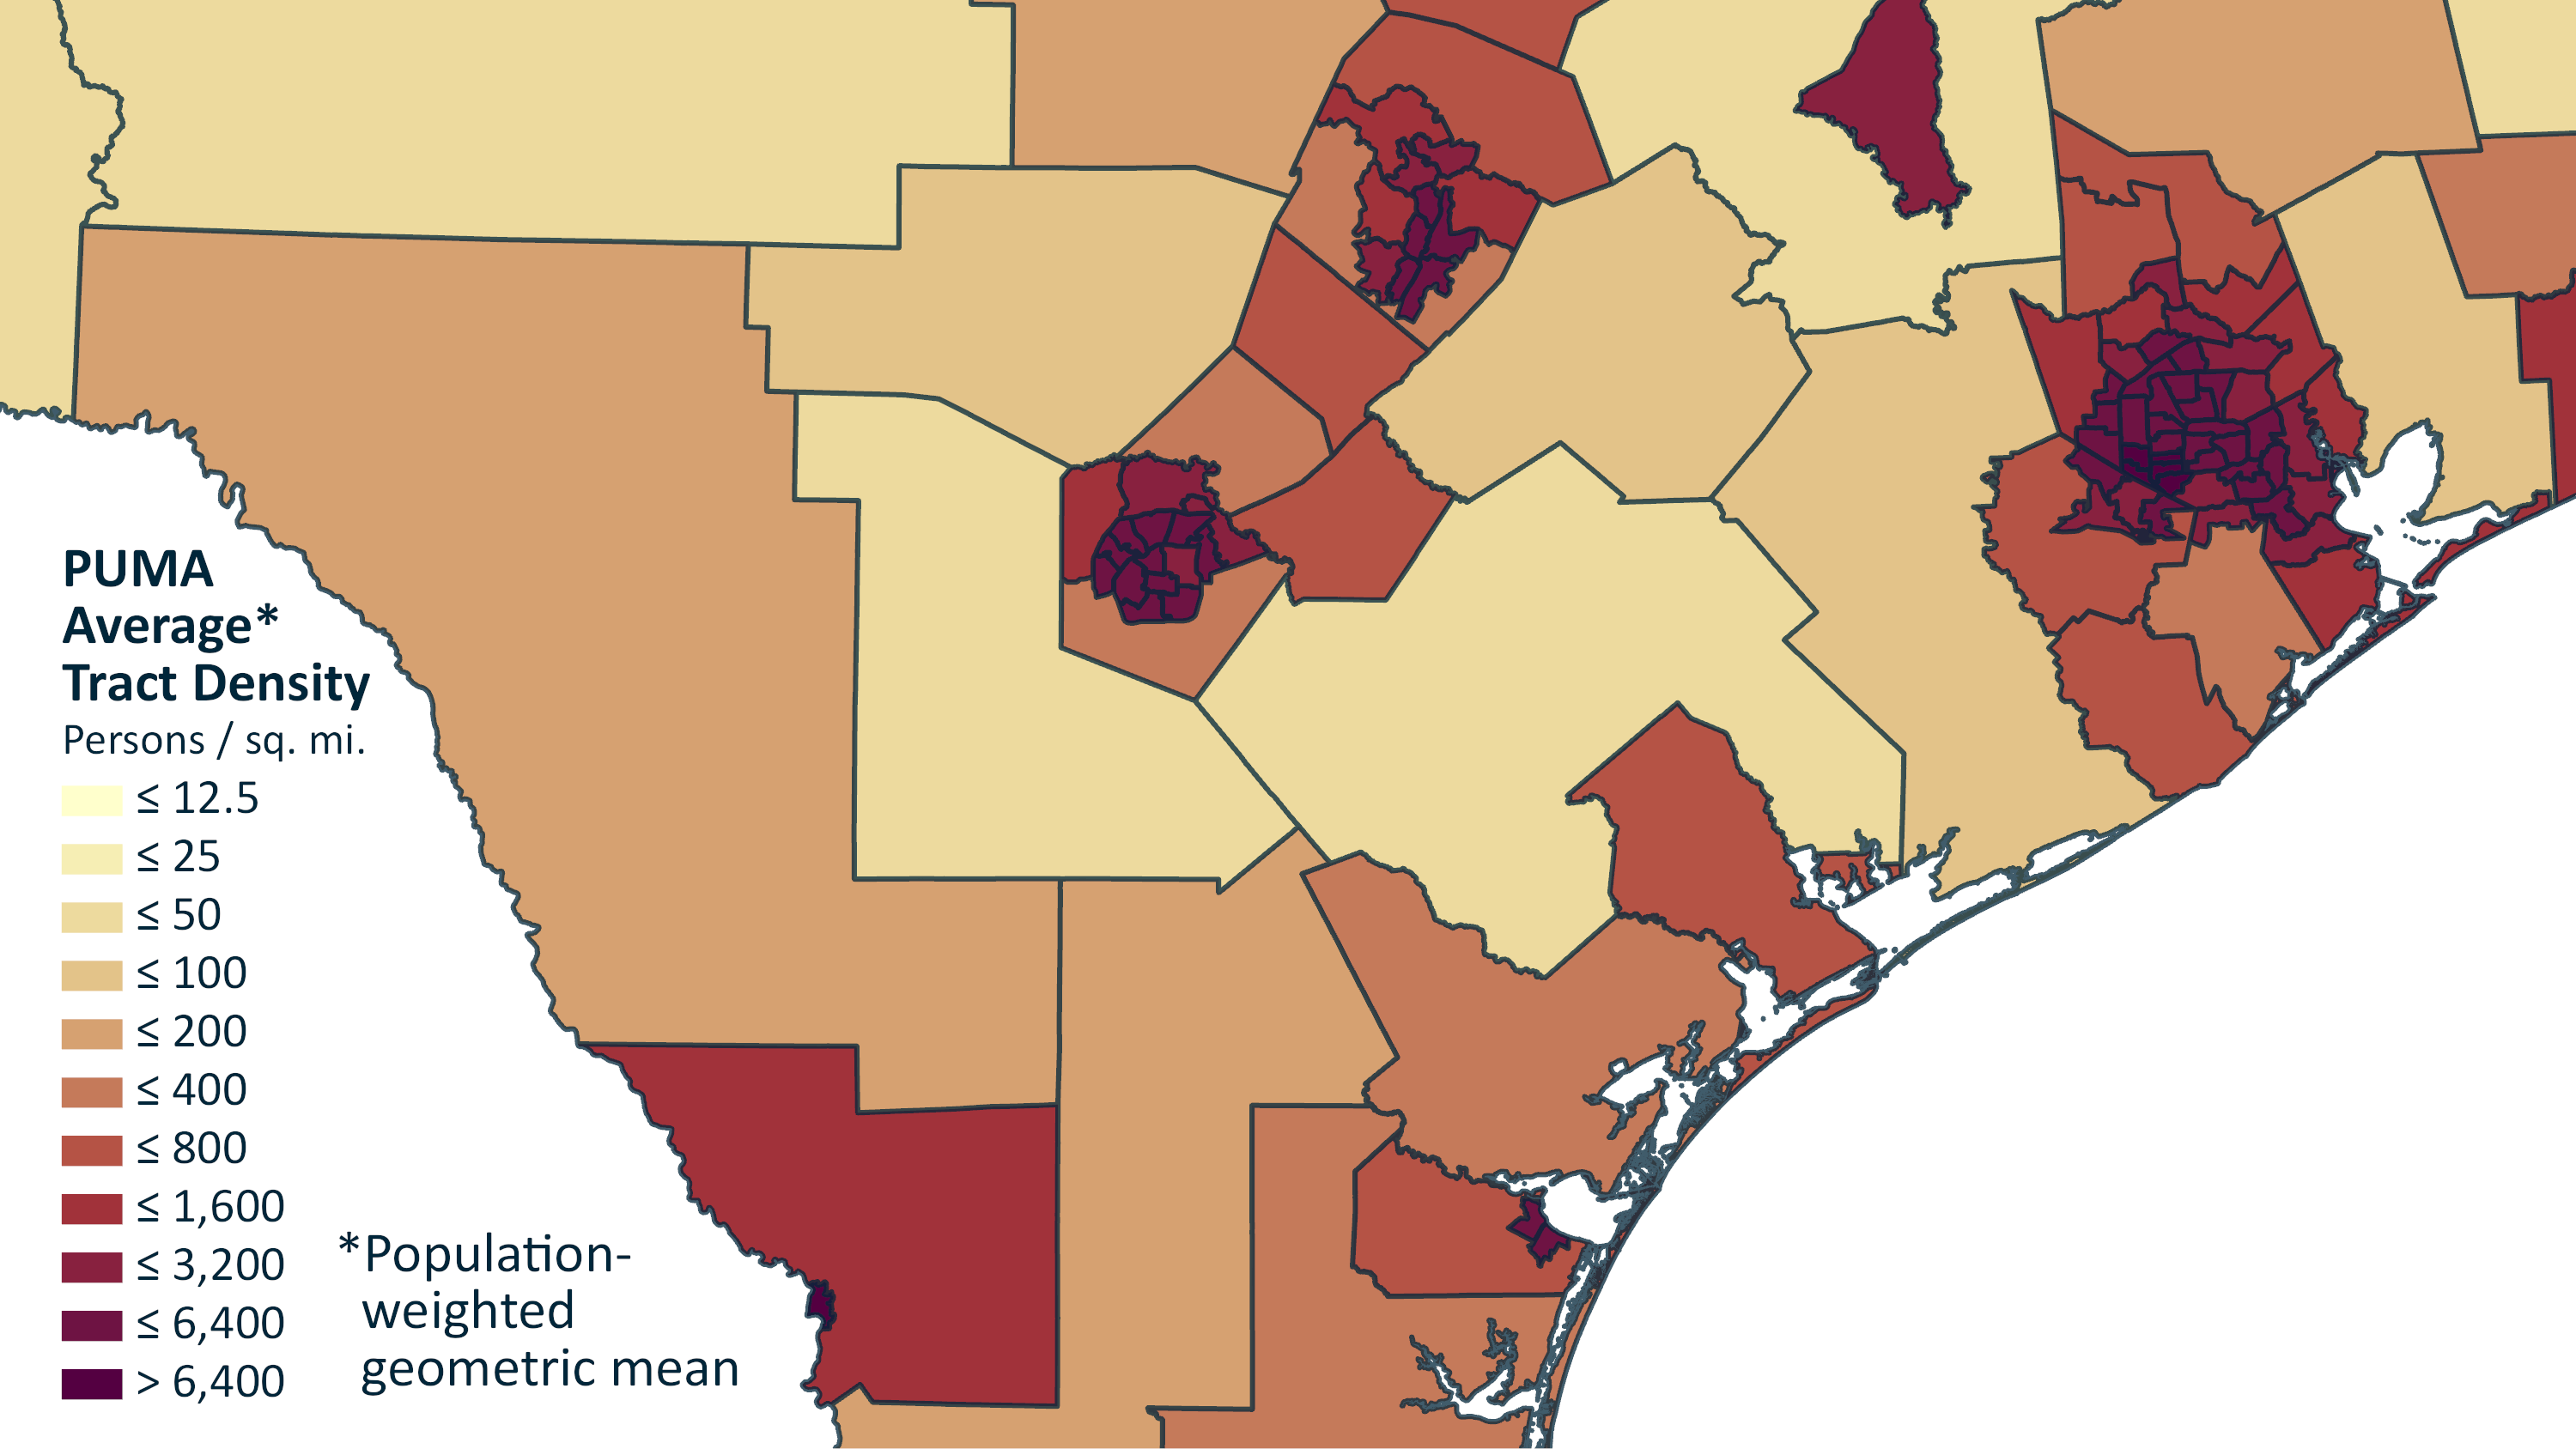 PUMA
Average*
Tract Density
Persons / sq. mi.
≤ 12.5
≤ 25
≤ 50
≤ 100
≤ 200
≤ 400
≤ 800
≤ 1,600
≤ 3,200
≤ 6,400
> 6,400
*Population-
weighted
geometric mean